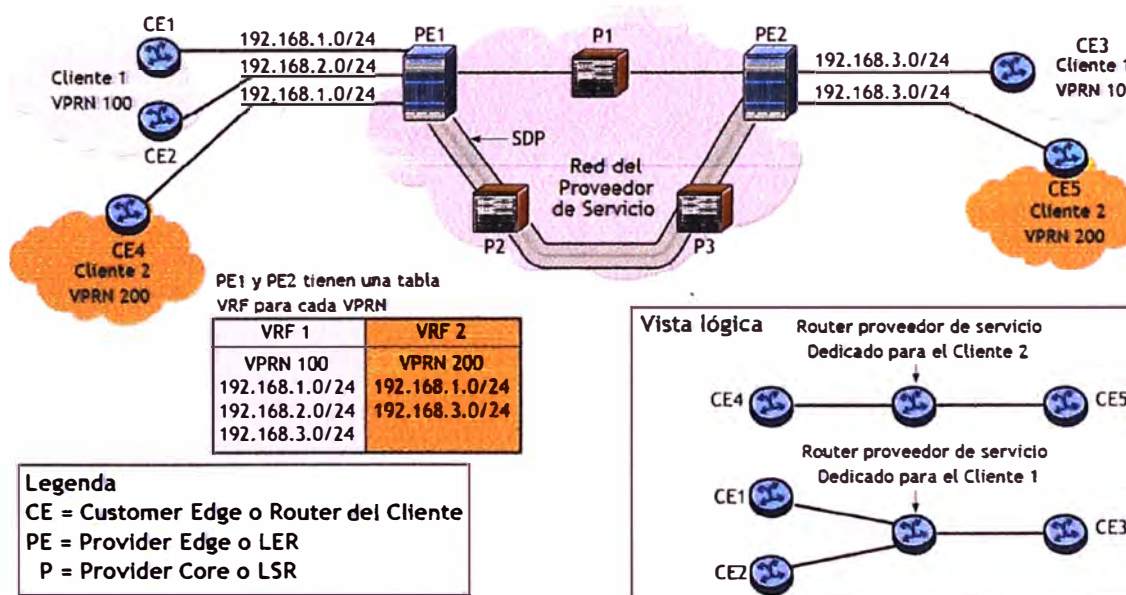 CE1
192.168.1.0/24
PE1
P1
PE2
CE3
Cliente 1
VPRN 100
192.168.2.0/24
192.168.1.0/24
CE2
192.168.3.0/24
192.168.3.0/24
Cliente 1
VPRN 10
SDP
Red del
Proveedor
de Servicio
P2
P3
CE4
Cliente 2
VPRN 200
CE5
Cliente 2
VPRN 200
PE1 y PE2 tienen una tabla
VRF para cada VPRN
VRF 1 VRF 2
VPRN 100 VPRN 200
192.168.1.0/24 192.168.1.0/24
192.168.2.0/24 192.168.3.0/24
192.168.3.0/24
Vista lógica
Router proveedor de servicio
Dedicado para el Cliente 2
CE4
CE5
Router proveedor de servicio
Dedicado para el Cliente 1
CE1
CE3
CE2
Legenda
CE = Customer Edge o Router del Cliente
PE = Provider Edge o LER
P = Provider Core o LSR